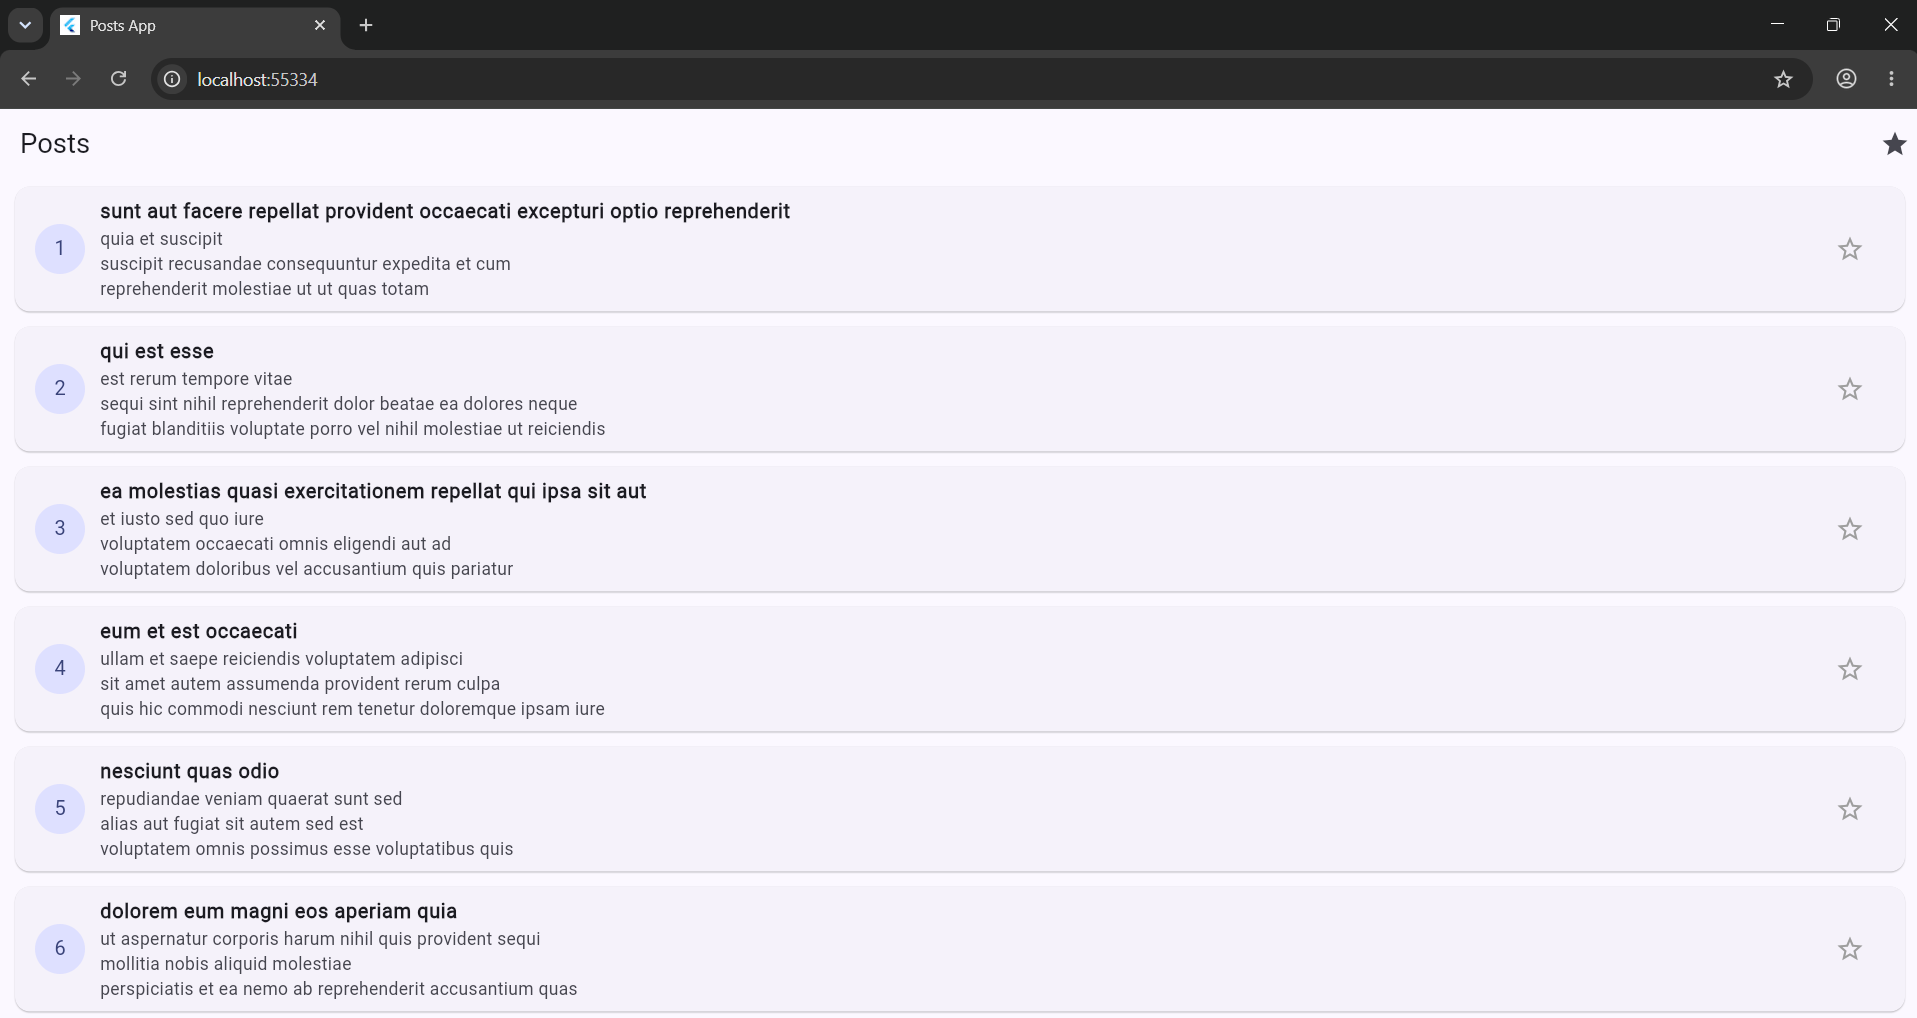 Posts App
localhost:55334
Posts
1
sunt aut facere repellat provident occaecati excepturi optio reprehenderit
quia et suscipit
suscipit recusandae consequuntur expedita et cum
reprehenderit molestiae ut ut quas totam
2
qui est esse
est rerum tempore vitae
sequi sint nihil reprehenderit dolor beatae ea dolores neque
fugiat blanditiis voluptate porro vel nihil molestiae ut reiciendis
3
ea molestias quasi exercitationem repellat qui ipsa sit aut
et iusto sed quo iure
voluptatem occaecati omnis eligendi aut ad
voluptatem doloribus vel accusantium quis pariatur
4
eum et est occaecati
ullam et saepe reiciendis voluptatem adipisci
sit amet autem assumenda provident rerum culpa
quis hic commodi nesciunt rem tenetur doloremque ipsam iure
5
nesciunt quas odio
repudiandae veniam quaerat sunt sed
alias aut fugiat sit autem sed est
voluptatem omnis possimus esse voluptatibus quis
6
dolorem eum magni eos aperiam quia
ut aspernatur corporis harum nihil quis provident sequi
mollitia nobis aliquid molestiae
perspiciatis et ea nemo ab reprehenderit accusantium quas